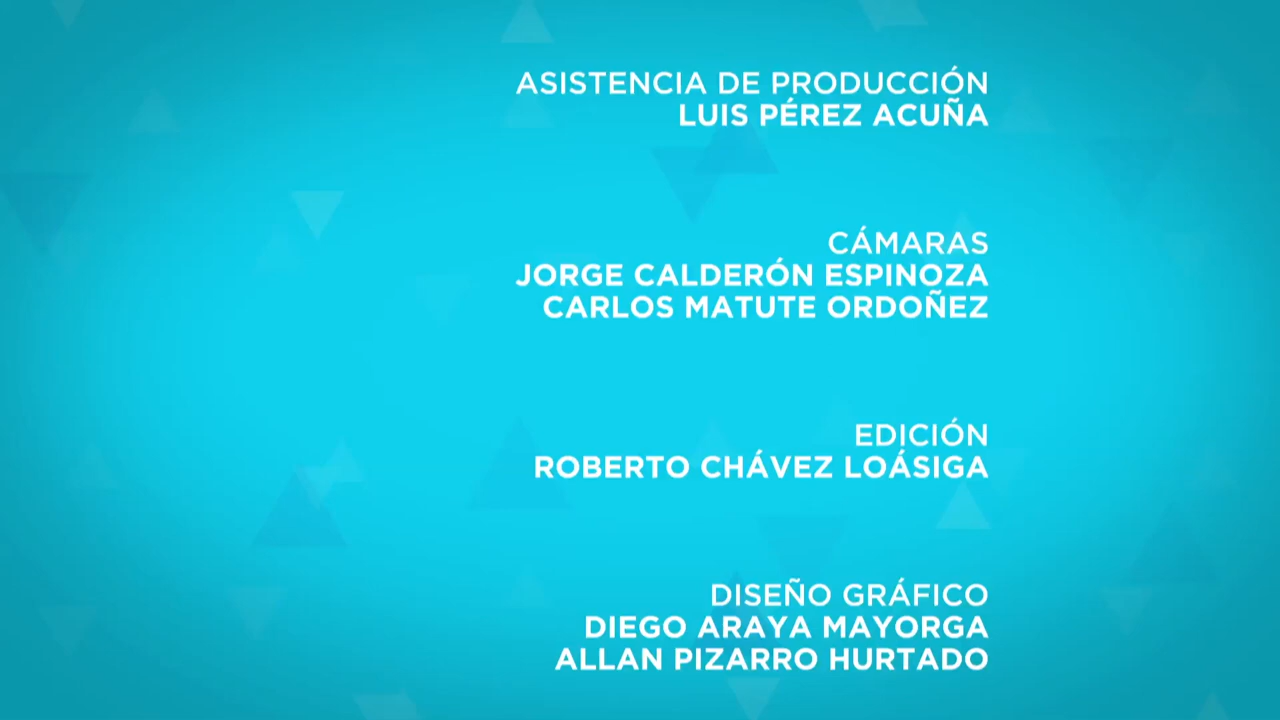 ASISTENCIA DE PRODUCCIÓN
LUIS PÉREZ ACUÑA
CÁMARAS
JORGE CALDERÓN ESPINOZA
CARLOS MATUTE ORDOÑEZ
EDICIÓN
ROBERTO CHÁVEZ LOÁSIGA
DISEÑO GRÁFICO
DIEGO ARAYA MAYORGA
ALLAN PIZARRO HURTADO